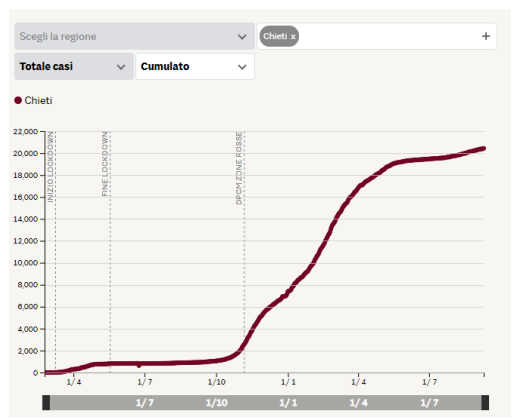 Scegli la regione
Chieti x +
Totale casi
Cumulato
Chieti
22,000
20,000
18,000
16,000
14,000
12,000
10,000
8,000
6,000
4,000
2,000
0
INIZIO LOCKDOWN
FINE LOCKDOWN
DPCM ZONE ROSSE
1/4 1/7 1/10 1/1 1/4 1/7
1/7 1/10 1/1 1/4 1/7